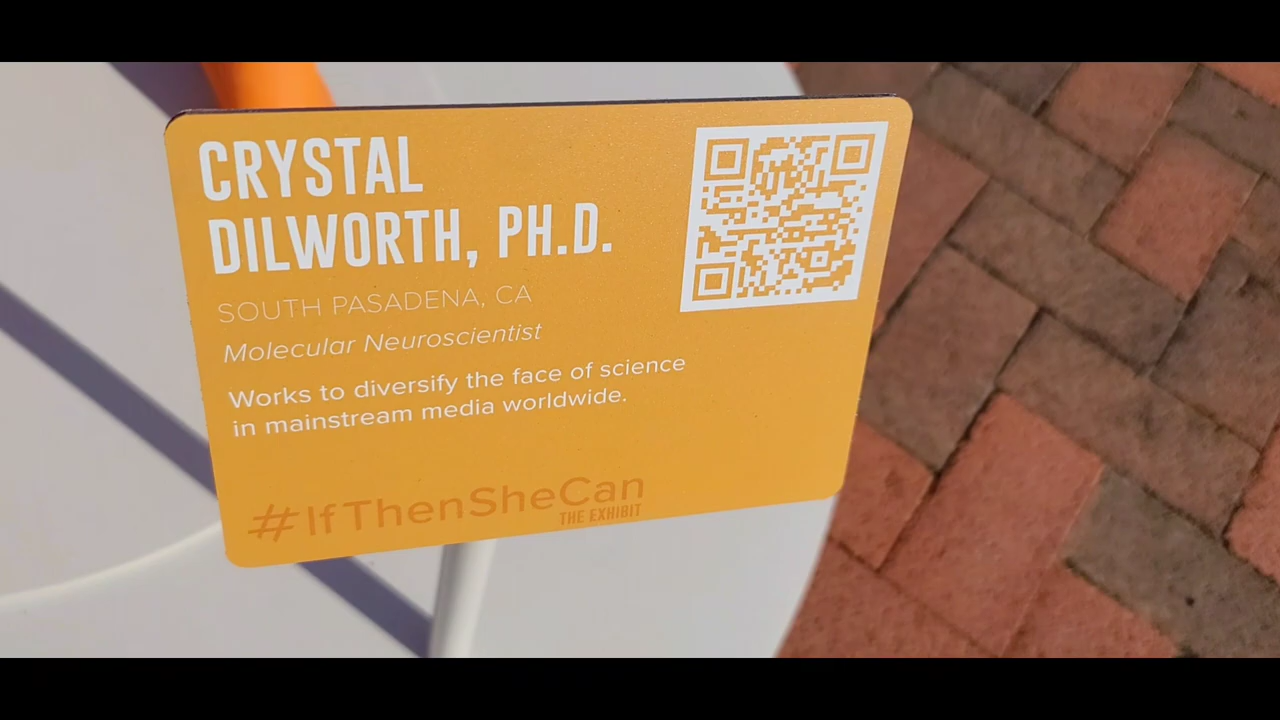 CRYSTAL
DILWORTH, PH.D.
SOUTH PASADENA, CA
Molecular Neuroscientist
Works to diversify the face of science
in mainstream media worldwide.
#IfThenSheCan
THE EXHIBIT